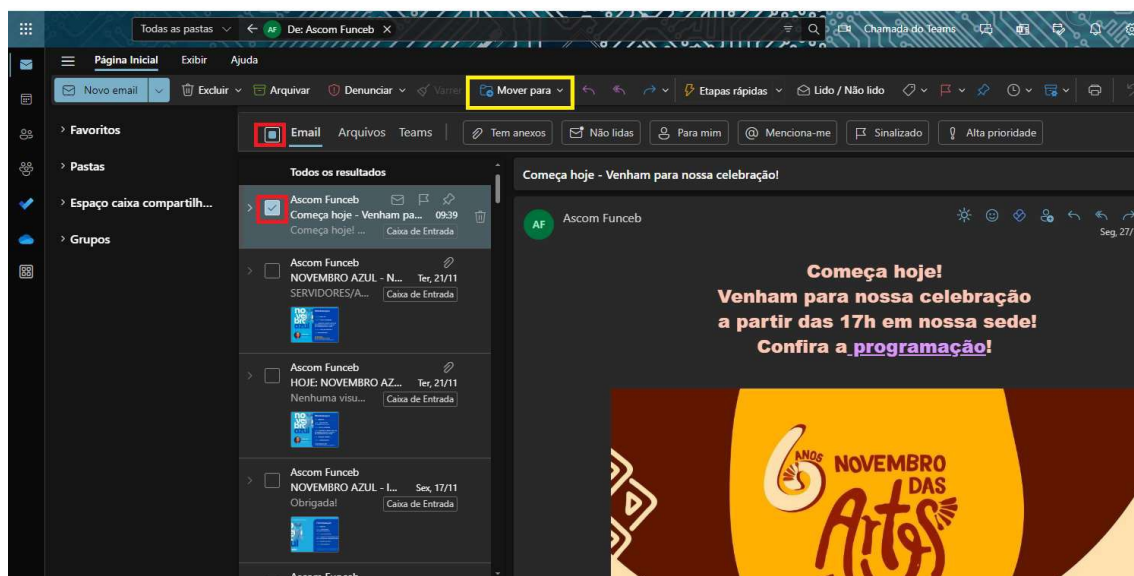 Todas as pastas
AF De: Ascom Funceb X
Chamada do Teams
Página Inicial Exibir Ajuda
Novo email Excluir Arquivar Denunciar Varrer Mover para Etapas rápidas Lido / Não lido
Favoritos
Pastas
Espaço caixa compartilh...
Grupos
Email Arquivos Teams Tem anexos Não lidas Para mim @ Menciona-me Sinalizado Alta prioridade
Todos os resultados
Ascom Funceb
Começa hoje - Venham pa... 09:39
Começa hoje! ... Caixa de Entrada
Ascom Funceb
NOVEMBRO AZUL - N... Ter, 21/11
SERVIDORES/A... Caixa de Entrada
Ascom Funceb
HOJE: NOVEMBRO AZ... Ter, 21/11
Nenhuma visu... Caixa de Entrada
Ascom Funceb
NOVEMBRO AZUL - I... Sex, 17/11
Obrigada! Caixa de Entrada
Começa hoje - Venham para nossa celebração!
AF Ascom Funceb
Seg, 27/
Começa hoje!
Venham para nossa celebração
a partir das 17h em nossa sede!
Confira a programação!
6 ANOS NOVEMBRO
DAS
Artes